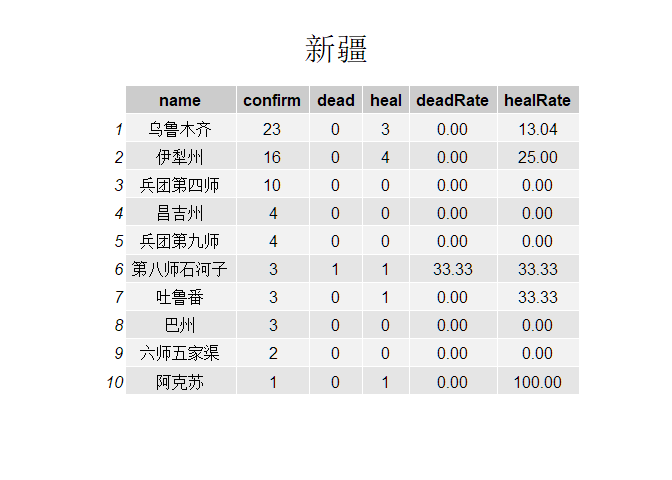 新疆
name confirm dead heal deadRate healRate
1 乌鲁木齐 23 0 3 0.00 13.04
2 伊犁州 16 0 4 0.00 25.00
3 兵团第四师 10 0 0 0.00 0.00
4 昌吉州 4 0 0 0.00 0.00
5 兵团第九师 4 0 0 0.00 0.00
6 第八师石河子 3 1 1 33.33 33.33
7 吐鲁番 3 0 1 0.00 33.33
8 巴州 3 0 0 0.00 0.00
9 六师五家渠 2 0 0 0.00 0.00
10 阿克苏 1 0 1 0.00 100.00